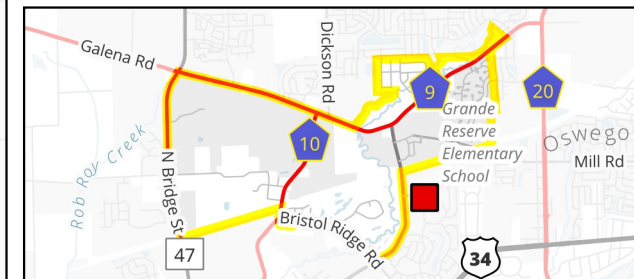 Galena Rd
Dickson Rd
9
20
Grande
Reserve
Elementary
School
10
Oswego
Mill Rd
Rob Roy Creek
N Bridge St
Bristol Ridge Rd
47
34